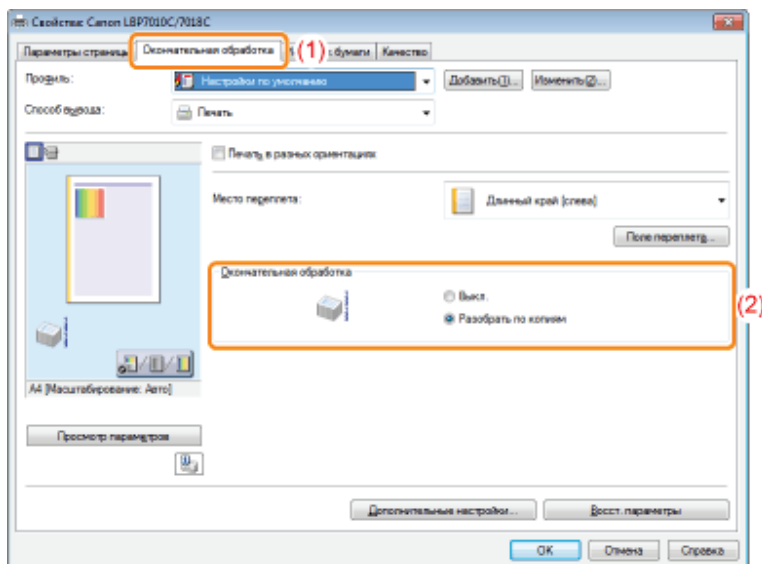 Свойства: Canon LBP7010C/7018C
Параметры страницы Окончательная обработка (1) бумаги Качество
Профиль: Настройки по умолчанию Добавить(1)... Изменить(2)...
Способ вывода: Печать
Печать в разных ориентациях
Место переплета: Длинный край [слева]
Поле переплета...
Окончательная обработка
Выкл.
(2)
Разобрать по копиям
A4 [Масштабирование: Авто]
Просмотр параметров
Дополнительные настройки... Восст. параметры
OK Отмена Справка